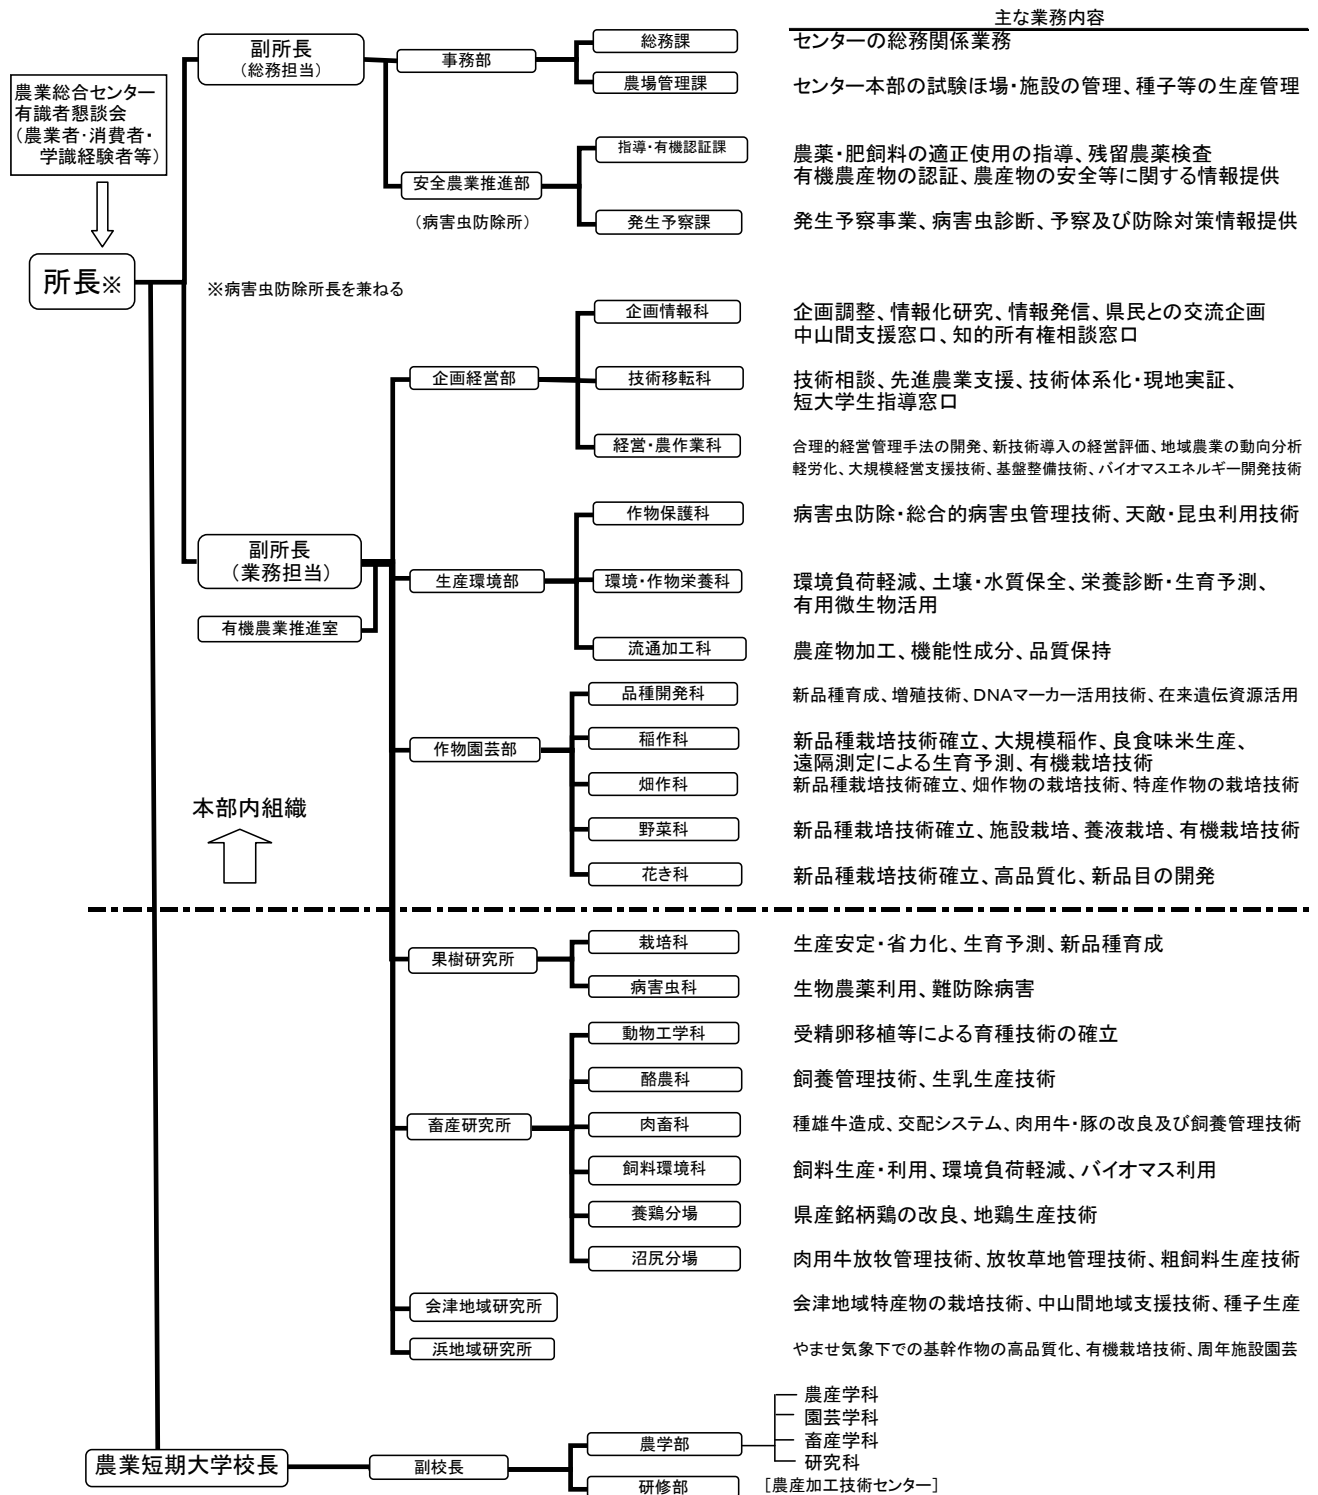 主な業務内容
総務課 センターの総務関係業務
副所長
(総務担当)
事務部
農場管理課 センター本部の試験ほ場・施設の管理、種子等の生産管理
農業総合センター
有識者懇談会
(農業者・消費者・
学識経験者等)
指導・有機認証課 農薬・肥飼料の適正使用の指導、残留農薬検査
有機農産物の認証、農産物の安全等に関する情報提供
安全農業推進部
(病害虫防除所)
発生予察課 発生予察事業、病害虫診断、予察及び防除対策情報提供
所長※
※病害虫防除所長を兼ねる
企画情報科 企画調整、情報化研究、情報発信、県民との交流企画
中山間支援窓口、知的所有権相談窓口
企画経営部
技術移転科 技術相談、先進農業支援、技術体系化・現地実証、
短大学生指導窓口
経営・農作業科 合理的経営管理手法の開発、新技術導入の経営評価、地域農業の動向分析
軽労化、大規模経営支援技術、基盤整備技術、バイオマスエネルギー開発技術
作物保護科 病害虫防除・総合的病害虫管理技術、天敵・昆虫利用技術
副所長
(業務担当)
生産環境部
環境・作物栄養科 環境負荷軽減、土壌・水質保全、栄養診断・生育予測、
有用微生物活用
有機農業推進室
流通加工科 農産物加工、機能性成分、品質保持
品種開発科 新品種育成、増殖技術、DNAマーカー活用技術、在来遺伝資源活用
作物園芸部
稲作科 新品種栽培技術確立、大規模稲作、良食味米生産、
遠隔測定による生育予測、有機栽培技術
畑作科 新品種栽培技術確立、畑作物の栽培技術、特産作物の栽培技術
本部内組織
野菜科 新品種栽培技術確立、施設栽培、養液栽培、有機栽培技術
花き科 新品種栽培技術確立、高品質化、新品目の開発
果樹研究所
栽培科 生産安定・省力化、生育予測、新品種育成
病害虫科 生物農薬利用、難防除病害
動物工学科 受精卵移植等による育種技術の確立
酪農科 飼養管理技術、生乳生産技術
畜産研究所
肉畜科 種雄牛造成、交配システム、肉用牛・豚の改良及び飼養管理技術
飼料環境科 飼料生産・利用、環境負荷軽減、バイオマス利用
養鶏分場 県産銘柄鶏の改良、地鶏生産技術
沼尻分場 肉用牛放牧管理技術、放牧草地管理技術、粗飼料生産技術
会津地域研究所 会津地域特産物の栽培技術、中山間地域支援技術、種子生産
浜地域研究所 やませ気象下での基幹作物の高品質化、有機栽培技術、周年施設園芸
農業短期大学校長
副校長
農学部
農産学科
園芸学科
畜産学科
研究科
研修部 [農産加工技術センター]